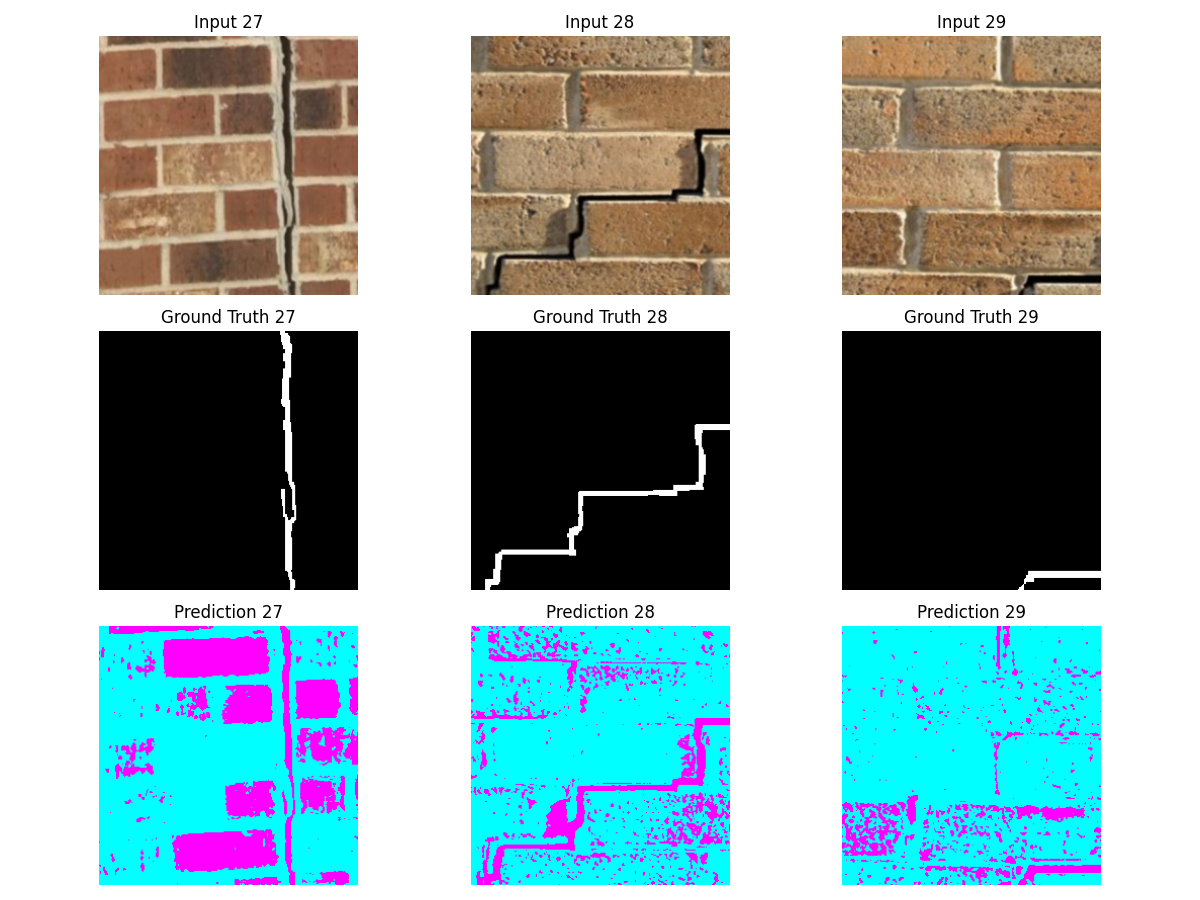 Input 27
Input 28
Input 29
Ground Truth 27
Ground Truth 28
Ground Truth 29
Prediction 27
Prediction 28
Prediction 29